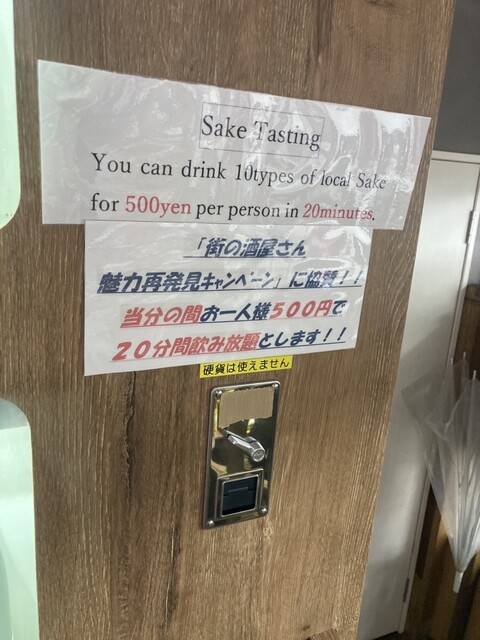 Sake Tasting
You can drink 10types of local Sake
for 500yen per person in 20minutes.
「街の酒屋さん
魅力再発見キャンペーン」に協賛！！
当分の間お一人様５００円で
２０分間飲み放題とします！！
硬貨は使えません